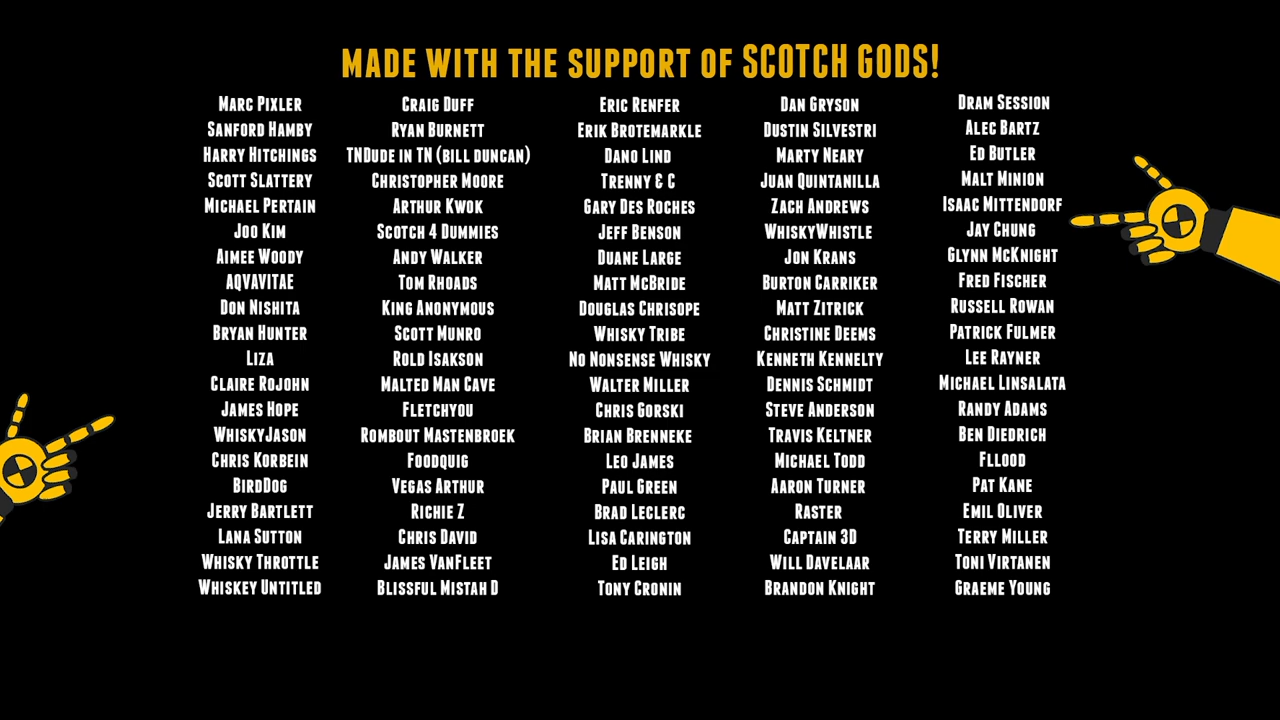 MADE WITH THE SUPPORT OF SCOTCH GODS!
MARC PIXLER
SANFORD HAMBY
HARRY HITCHINGS
SCOTT SLATTERY
MICHAEL PERTAIN
JOO KIM
AIMEE WOODY
AQVAVITAE
DON NISHITA
BRYAN HUNTER
LIZA
CLAIRE ROJOHN
JAMES HOPE
WHISKYJASON
CHRIS KORBEIN
BIRDDOG
JERRY BARTLETT
LANA SUTTON
WHISKY THROTTLE
WHISKEY UNTITLED
CRAIG DUFF
RYAN BURNETT
TNDUDE IN TN (BILL DUNCAN)
CHRISTOPHER MOORE
ARTHUR KWOK
SCOTCH 4 DUMMIES
ANDY WALKER
TOM RHOADS
KING ANONYMOUS
SCOTT MUNRO
ROLD ISAKSON
MALTED MAN CAVE
FLETCHYOU
ROMBOUT MASTENBROEK
FOODQUIG
VEGAS ARTHUR
RICHIE Z
CHRIS DAVID
JAMES VANFLEET
BLISSFUL MISTAH D
ERIC RENFER
ERIK BROTEMARKLE
DANO LIND
TRENNY & C
GARY DES ROCHES
JEFF BENSON
DUANE LARGE
MATT MCBRIDE
DOUGLAS CHRISOPE
WHISKY TRIBE
NO NONSENSE WHISKY
WALTER MILLER
CHRIS GORSKI
BRIAN BRENNEKE
LEO JAMES
PAUL GREEN
BRAD LECLERC
LISA CARINGTON
ED LEIGH
TONY CRONIN
DAN GRYSON
DUSTIN SILVESTRI
MARTY NEARY
JUAN QUINTANILLA
ZACH ANDREWS
WHISKYWHISTLE
JON KRANS
BURTON CARRIKER
MATT ZITRICK
CHRISTINE DEEMS
KENNETH KENNELTY
DENNIS SCHMIDT
STEVE ANDERSON
TRAVIS KELTNER
MICHAEL TODD
AARON TURNER
RASTER
CAPTAIN 3D
WILL DAVELAAR
BRANDON KNIGHT
DRAM SESSION
ALEC BARTZ
ED BUTLER
MALT MINION
ISAAC MITTENDORF
JAY CHUNG
GLYNN MCKNIGHT
FRED FISCHER
RUSSELL ROWAN
PATRICK FULMER
LEE RAYNER
MICHAEL LINSALATA
RANDY ADAMS
BEN DIEDRICH
FLLOOD
PAT KANE
EMIL OLIVER
TERRY MILLER
TONI VIRTANEN
GRAEME YOUNG